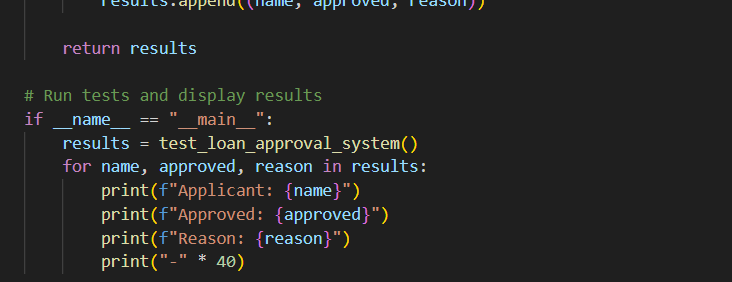 results.append((name, approved, reason))
return results
# Run tests and display results
if __name__ == "__main__":
results = test_loan_approval_system()
for name, approved, reason in results:
print(f"Applicant: {name}")
print(f"Approved: {approved}")
print(f"Reason: {reason}")
print("-" * 40)